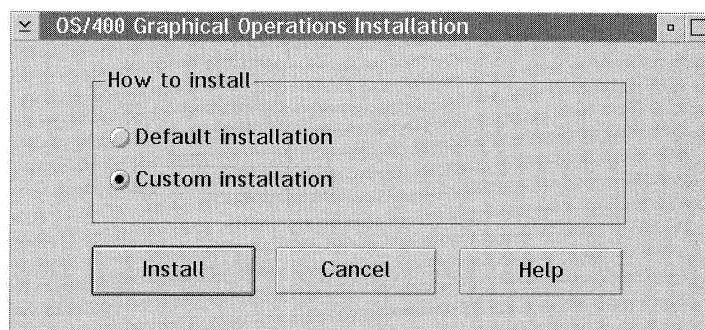 OS/400 Graphical Operations Installation
How to install
Default installation
Custom installation
Install
Cancel
Help